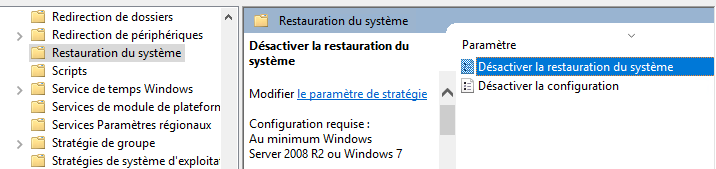 Redirection de dossiers
Redirection de périphériques
Restauration du système
Scripts
Service de temps Windows
Services de module de plateform
Services Paramètres régionaux
Stratégie de groupe
Stratégies de système d'exploita
Restauration du système
Désactiver la restauration du
système
Modifier le paramètre de stratégie
Configuration requise :
Au minimum Windows
Server 2008 R2 ou Windows 7
Paramètre
Désactiver la restauration du système
Désactiver la configuration